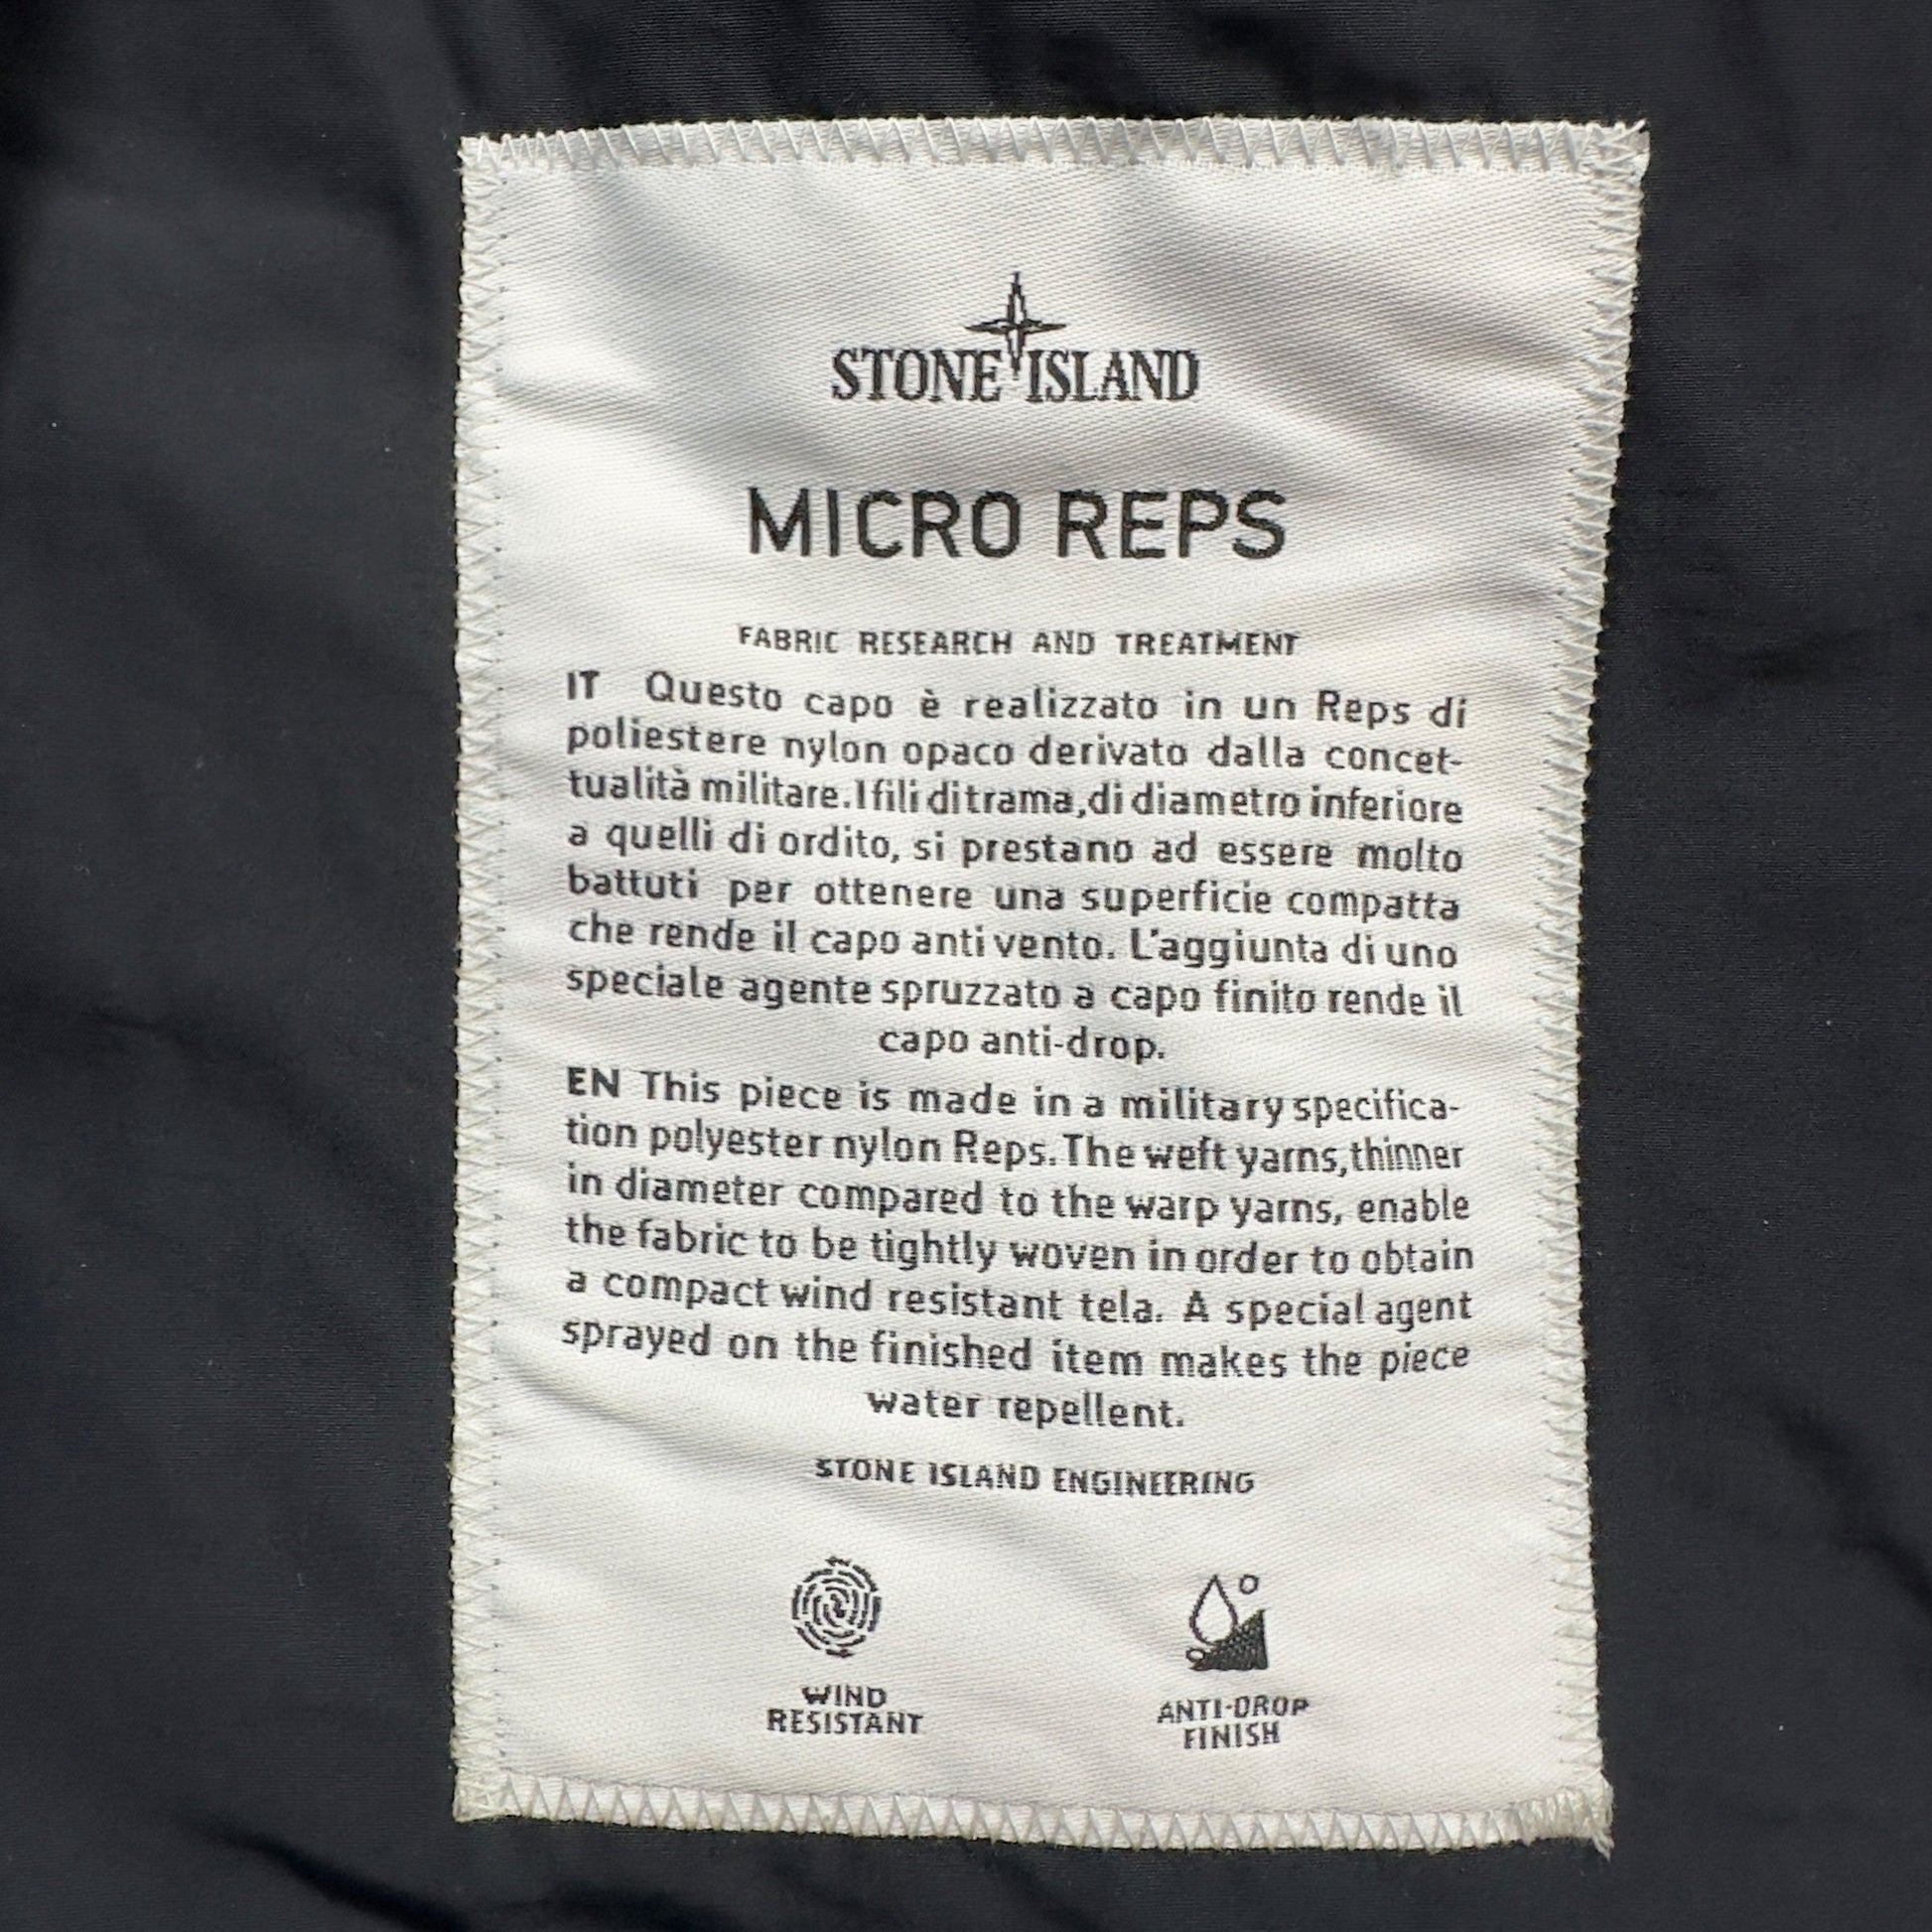 STONE ISLAND
MICRO REPS
FABRIC RESEARCH AND TREATMENT
IT Questo capo è realizzato in un Reps di
poliestere nylon opaco derivato dalla concet-
tualità militare. I fili di trama, di diametro inferiore
a quelli di ordito, si prestano ad essere molto
battuti per ottenere una superficie compatta
che rende il capo anti vento. L'aggiunta di uno
speciale agente spruzzato a capo finito rende il
capo anti-drop.
EN This piece is made in a military specifica-
tion polyester nylon Reps. The weft yarns, thinner
in diameter compared to the warp yarns, enable
the fabric to be tightly woven in order to obtain
a compact wind resistant tela. A special agent
sprayed on the finished item makes the piece
water repellent.
STONE ISLAND ENGINEERING
WIND
RESISTANT
ANTI-DROP
FINISH